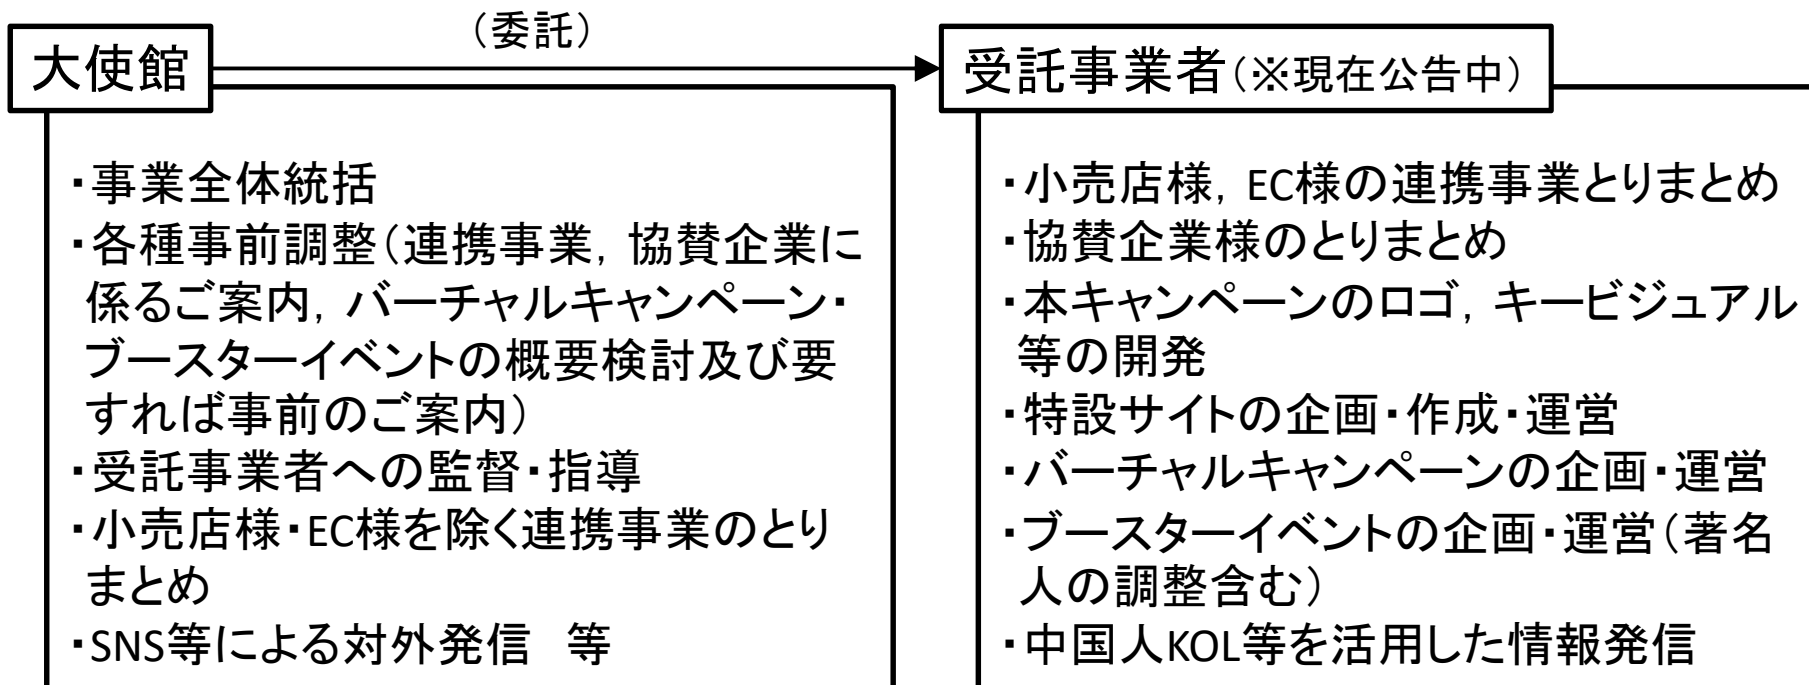 (委託)
大使館
・事業全体統括
・各種事前調整(連携事業, 協賛企業に
係るご案内, バーチャルキャンペーン・
ブースターイベントの概要検討及び要
すれば事前のご案内)
・受託事業者への監督・指導
・小売店様・EC様を除く連携事業のとり
まとめ
・SNS等による対外発信 等
受託事業者(※現在公告中)
・小売店様, EC様の連携事業とりまとめ
・協賛企業様のとりまとめ
・本キャンペーンのロゴ, キービジュアル
等の開発
・特設サイトの企画・作成・運営
・バーチャルキャンペーンの企画・運営
・ブースターイベントの企画・運営(著名
人の調整含む)
・中国人KOL等を活用した情報発信